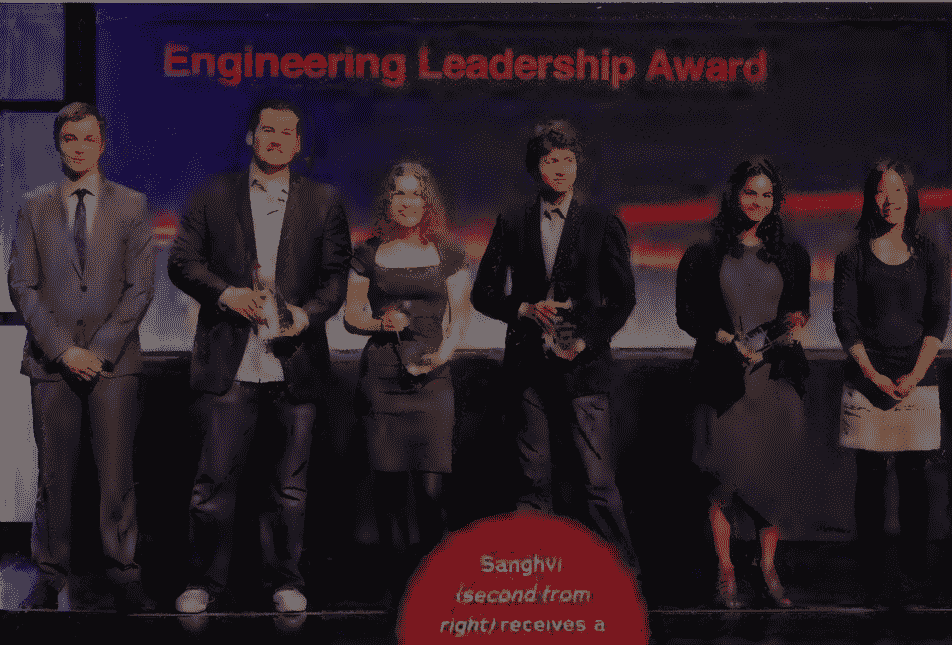 Engineering Leadership Award
Sanghvi
(second from
right) receives a